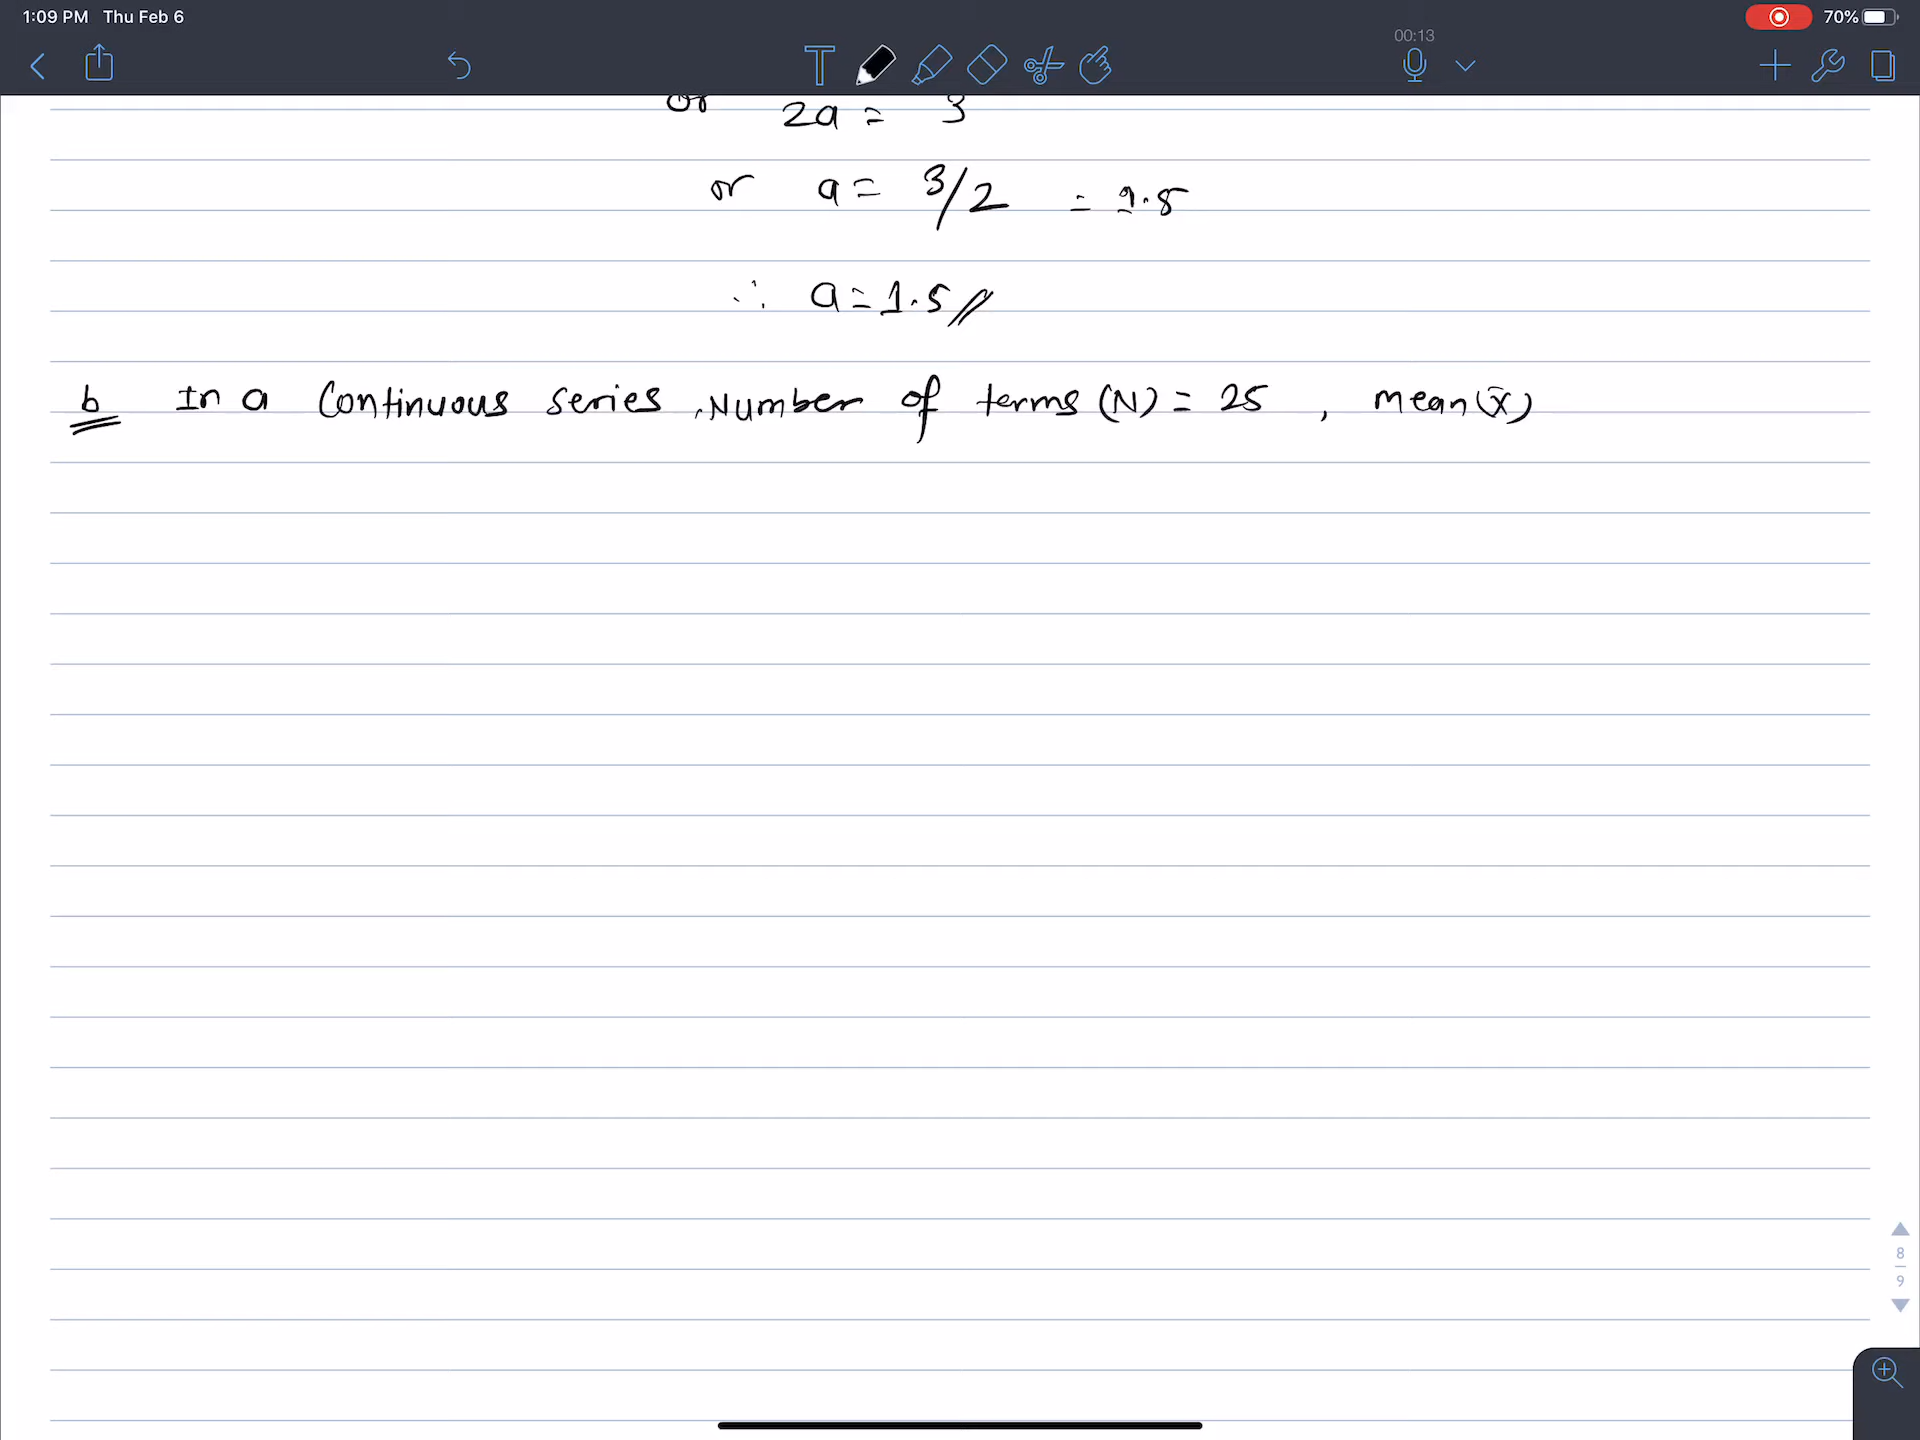 1:09 PM Thu Feb 6
70%
00:13
or 2a = 3
or a = 3/2 = 1.5
∴ a = 1.5 //
b In a Continuous series, Number of terms (N) = 25 , mean (x̄)
8
9